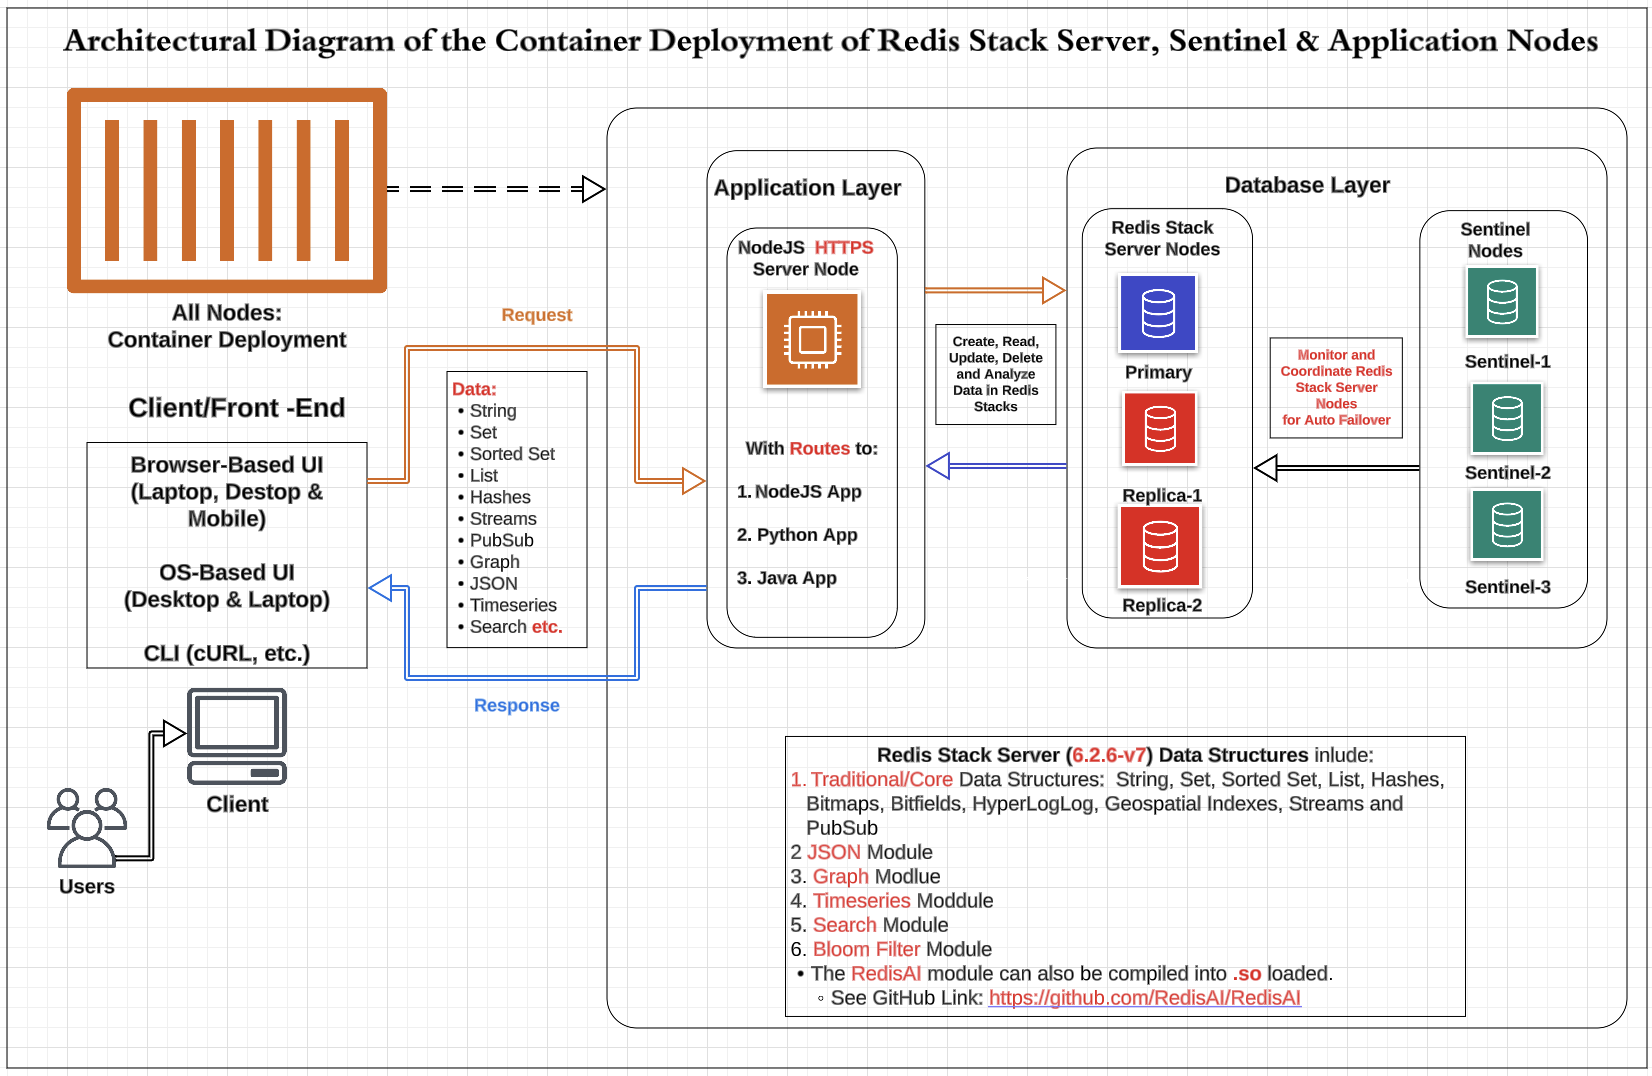 Architectural Diagram of the Container Deployment of Redis Stack Server, Sentinel & Application Nodes
All Nodes:
Container Deployment
Client/Front -End
Browser-Based UI
(Laptop, Destop &
Mobile)
OS-Based UI
(Desktop & Laptop)
CLI (cURL, etc.)
Client
Users
Request
Data:
• String
• Set
• Sorted Set
• List
• Hashes
• Streams
• PubSub
• Graph
• JSON
• Timeseries
• Search etc.
Response
Application Layer
NodeJS HTTPS
Server Node
With Routes to:
1. NodeJS App
2. Python App
3. Java App
Create, Read,
Update, Delete
and Analyze
Data in Redis
Stacks
Database Layer
Redis Stack
Server Nodes
Primary
Replica-1
Replica-2
Monitor and
Coordinate Redis
Stack Server
Nodes
for Auto Failover
Sentinel
Nodes
Sentinel-1
Sentinel-2
Sentinel-3
Redis Stack Server (6.2.6-v7) Data Structures inlude:
1. Traditional/Core Data Structures: String, Set, Sorted Set, List, Hashes,
Bitmaps, Bitfields, HyperLogLog, Geospatial Indexes, Streams and
PubSub
2 JSON Module
3. Graph Modlue
4. Timeseries Moddule
5. Search Module
6. Bloom Filter Module
• The RedisAI module can also be compiled into .so loaded.
◦ See GitHub Link: https://github.com/RedisAI/RedisAI